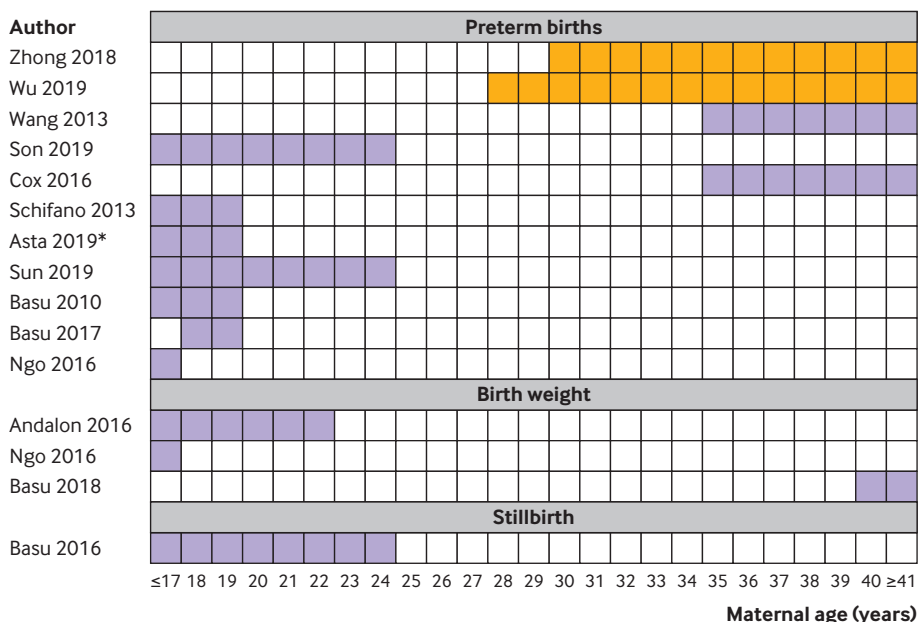 Author Preterm births
Zhong 2018
Wu 2019
Wang 2013
Son 2019
Cox 2016
Schifano 2013
Asta 2019*
Sun 2019
Basu 2010
Basu 2017
Ngo 2016
Birth weight
Andalon 2016
Ngo 2016
Basu 2018
Stillbirth
Basu 2016
≤17 18 19 20 21 22 23 24 25 26 27 28 29 30 31 32 33 34 35 36 37 38 39 40 ≥41
Maternal age (years)